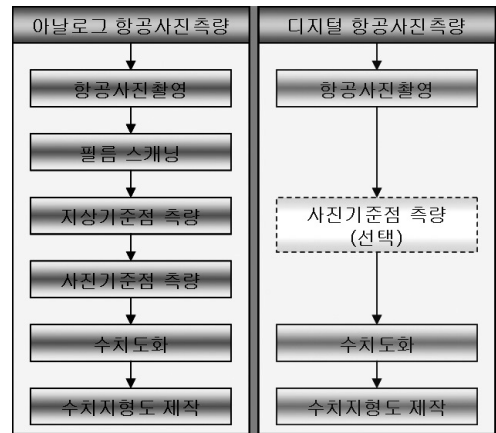 아날로그 항공사진측량
항공사진촬영
필름 스캐닝
지상기준점 측량
사진기준점 측량
수치도화
수치지형도 제작
디지털 항공사진측량
항공사진촬영
사진기준점 측량
(선택)
수치도화
수치지형도 제작